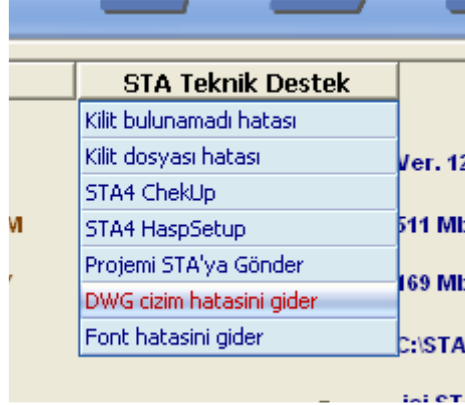 STA Teknik Destek
Kilit bulunamadı hatası
Kilit dosyası hatası
Ver. 12
STA4 ChekUp
M
STA4 HaspSetup
511 Mb
Projemi STA'ya Gönder
169 Mb
DWG cizim hatasini gider
Font hatasini gider
C:\STA